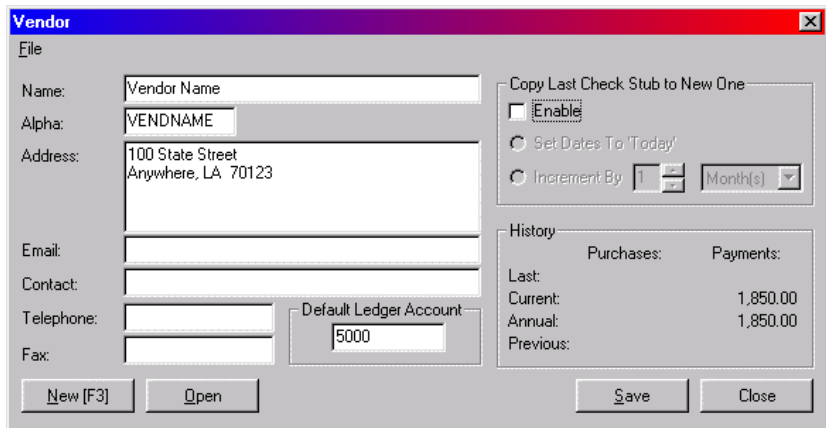 Vendor
File
Name: Vendor Name
Alpha: VENDNAME
Address: 100 State Street
Anywhere, LA 70123
Email:
Contact:
Telephone:
Fax:
Default Ledger Account
5000
Copy Last Check Stub to New One
Enable
Set Dates To 'Today'
Increment By 1 Month(s)
History
Purchases: Payments:
Last:
Current: 1,850.00
Annual: 1,850.00
Previous:
New [F3] Open Save Close